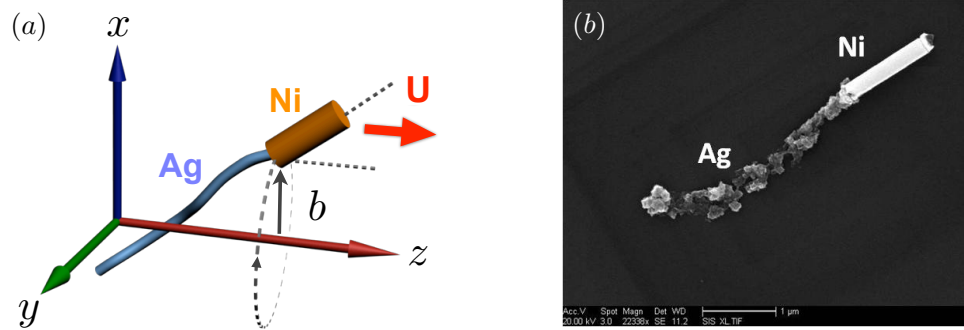 (a)
x
Ni
U
Ag
b
z
y
(b)
Ni
Ag
Acc.V Spot Magn Det WD 1 µm
20.00 kV 3.0 22338x SE 11.2 SIS XL TIF